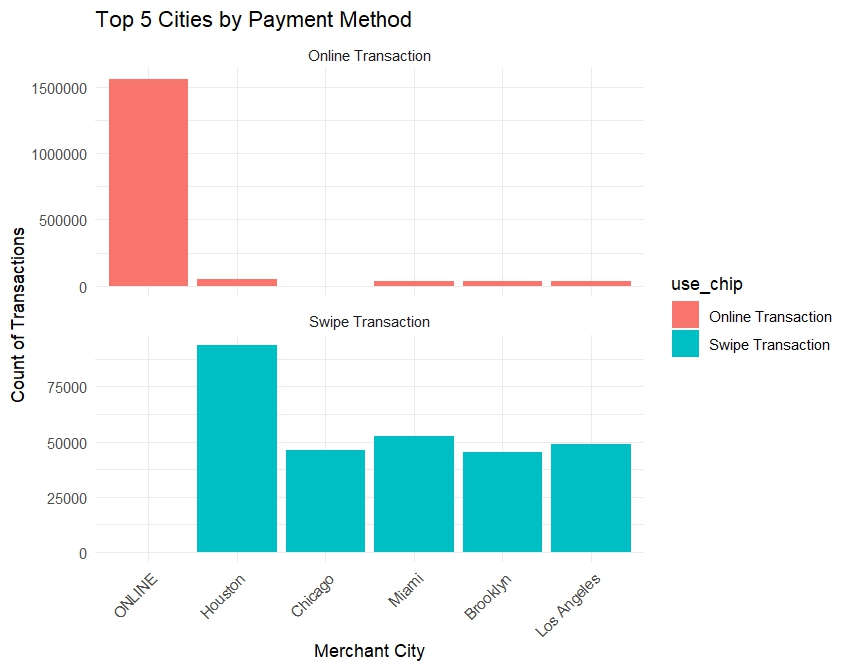 Top 5 Cities by Payment Method
Online Transaction
1500000
1000000
500000
0
Swipe Transaction
75000
50000
25000
0
Count of Transactions
ONLINE
Houston
Chicago
Miami
Brooklyn
Los Angeles
Merchant City
use_chip
Online Transaction
Swipe Transaction